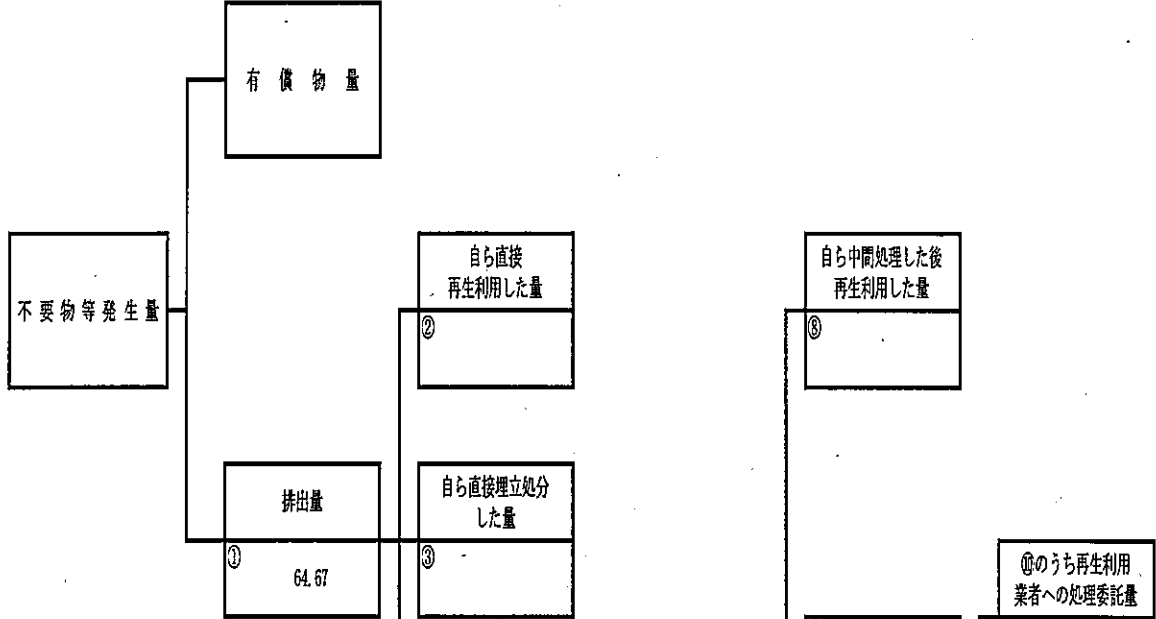 有償物量
不要物等発生量
自ら直接
再生利用した量
②
自ら中間処理した後
再生利用した量
⑧
排出量
①
64.67
自ら直接埋立処分
した量
③
⑩のうち再生利用
業者への処理委託量